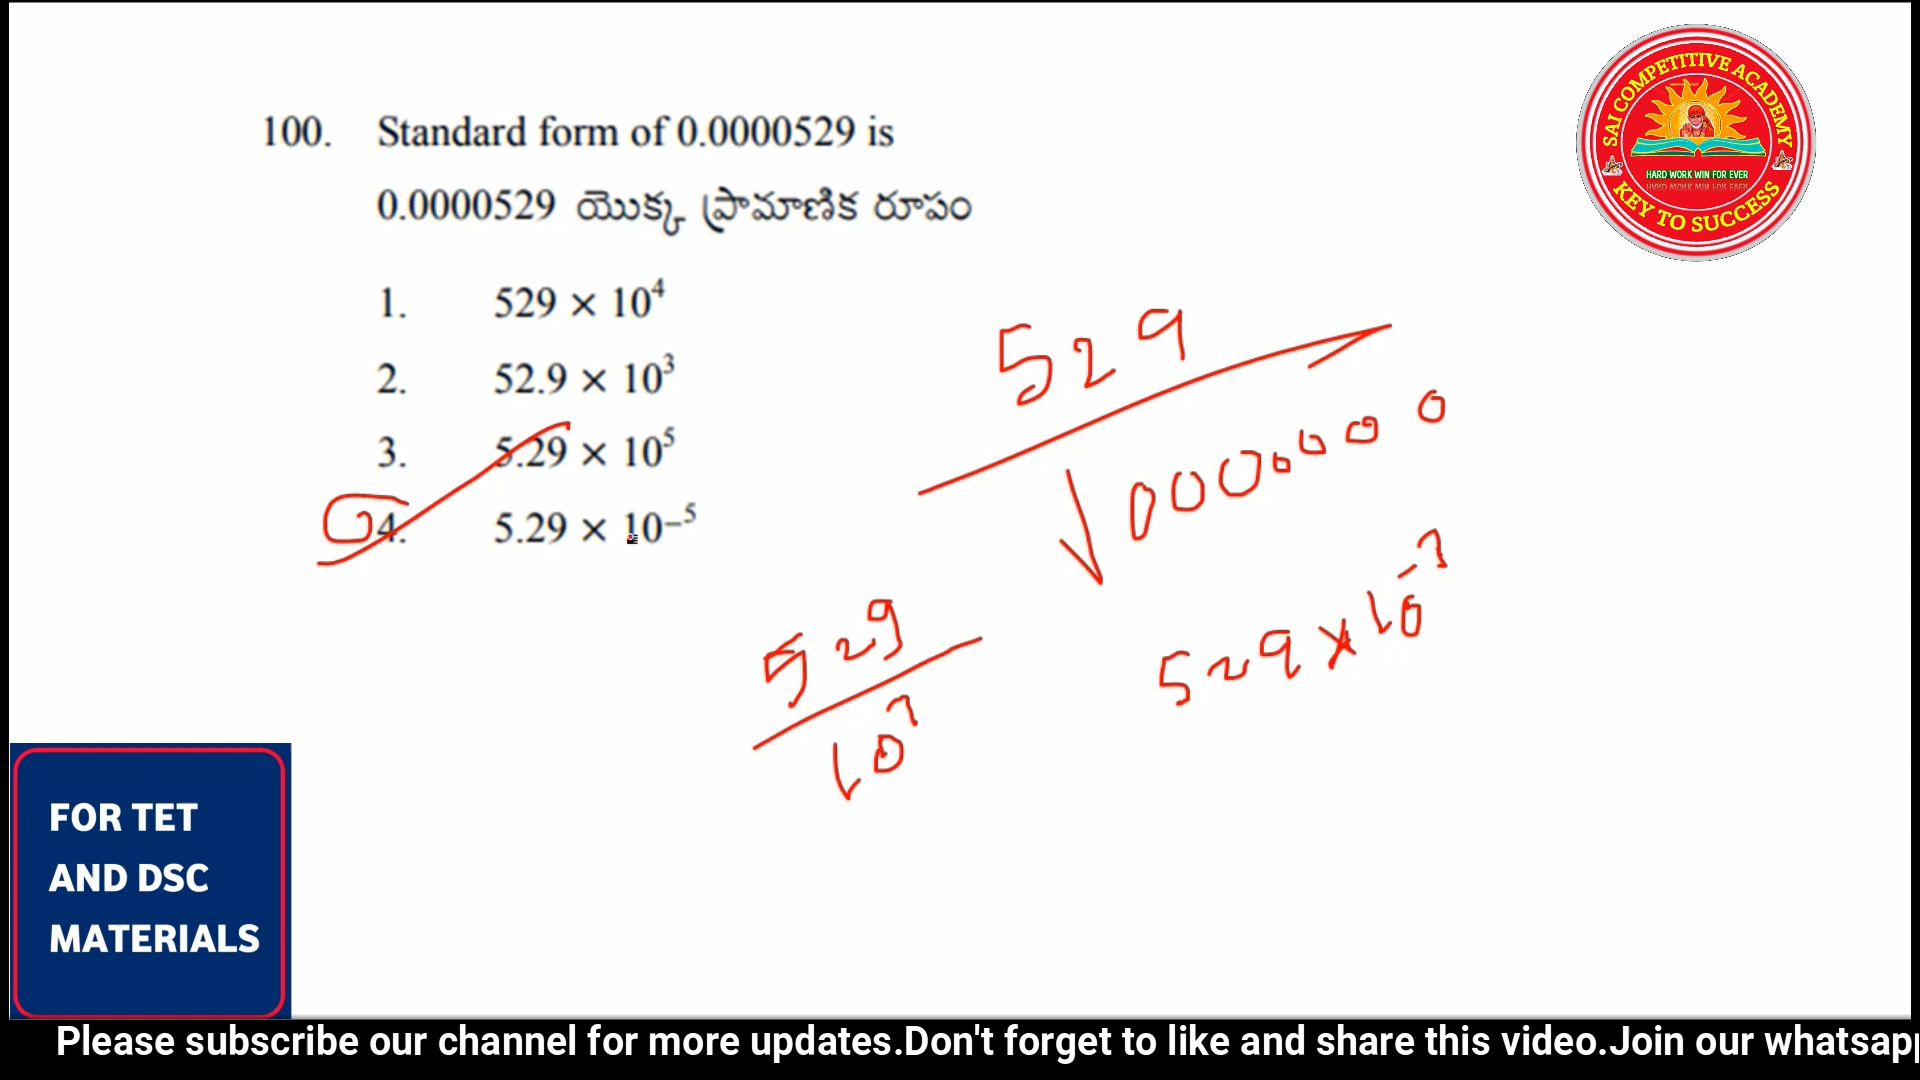 100. Standard form of 0.0000529 is
0.0000529 యొక్క ప్రామాణిక రూపం
1. 529 × 10⁴
2. 52.9 × 10³
3. 5.29 × 10⁵
4. 5.29 × 10⁻⁵
529
10000000
529
10⁷
529 × 10⁻⁷
SAI COMPETITIVE ACADEMY
HARD WORK WIN FOR EVER
KEY TO SUCCESS
FOR TET
AND DSC
MATERIALS
Please subscribe our channel for more updates.Don't forget to like and share this video.Join our whatsapp